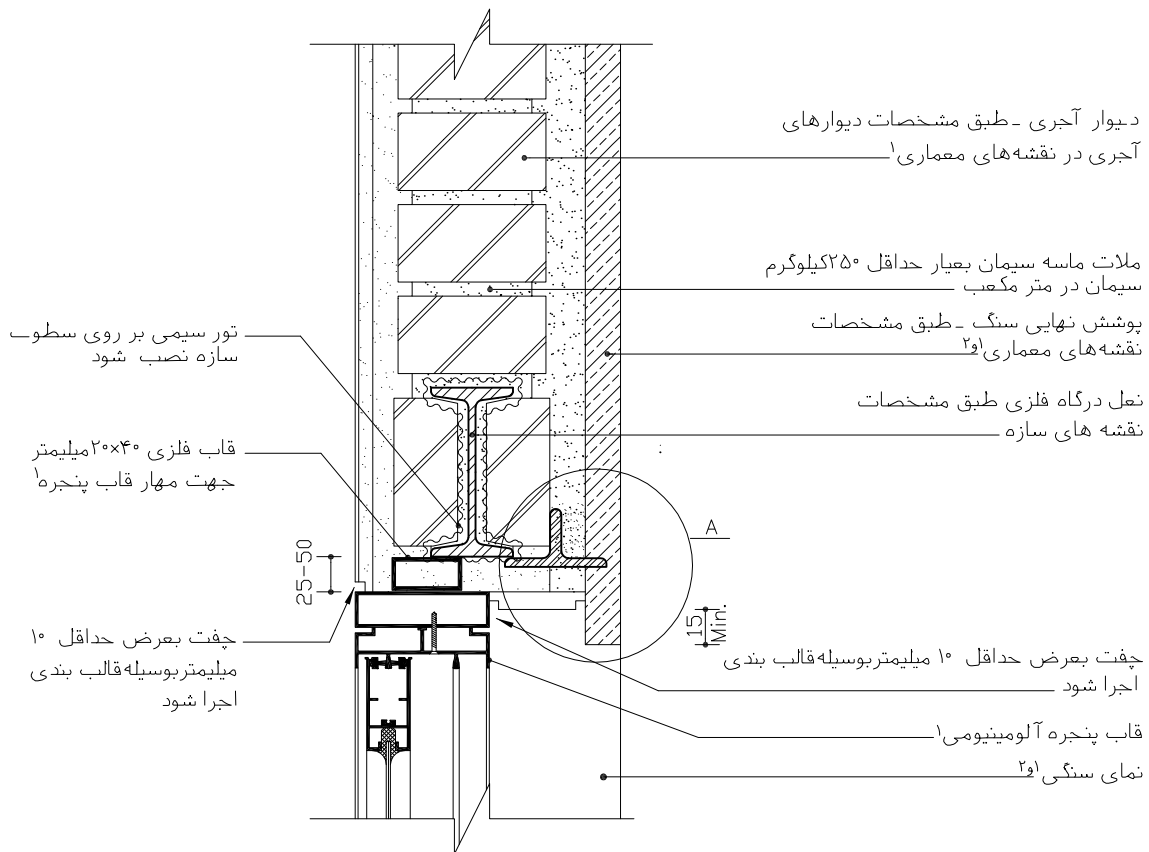 دیوار آجری - طبق مشخصات دیوارهای
آجری در نقشه‌های معماری۱
ملات ماسه سیمان بعیار حداقل ۲۵۰کیلوگرم
سیمان در متر مکعب
پوشش نهایی سنگ - طبق مشخصات
نقشه‌های معماری۱و۲
نعل درگاه فلزی طبق مشخصات
نقشه های سازه
A
15
Min.
چفت بعرض حداقل ۱۰ میلیمتربوسیله قالب بندی
اجرا شود
قاب پنجره آلومینیومی۱
نمای سنگی۱و۲
تور سیمی بر روی سطوب
سازه نصب شود
قاب فلزی ۴۰×۲۰میلیمتر
جهت مهار قاب پنجره۱
25-50
چفت بعرض حداقل ۱۰
میلیمتربوسیله قالب بندی
اجرا شود